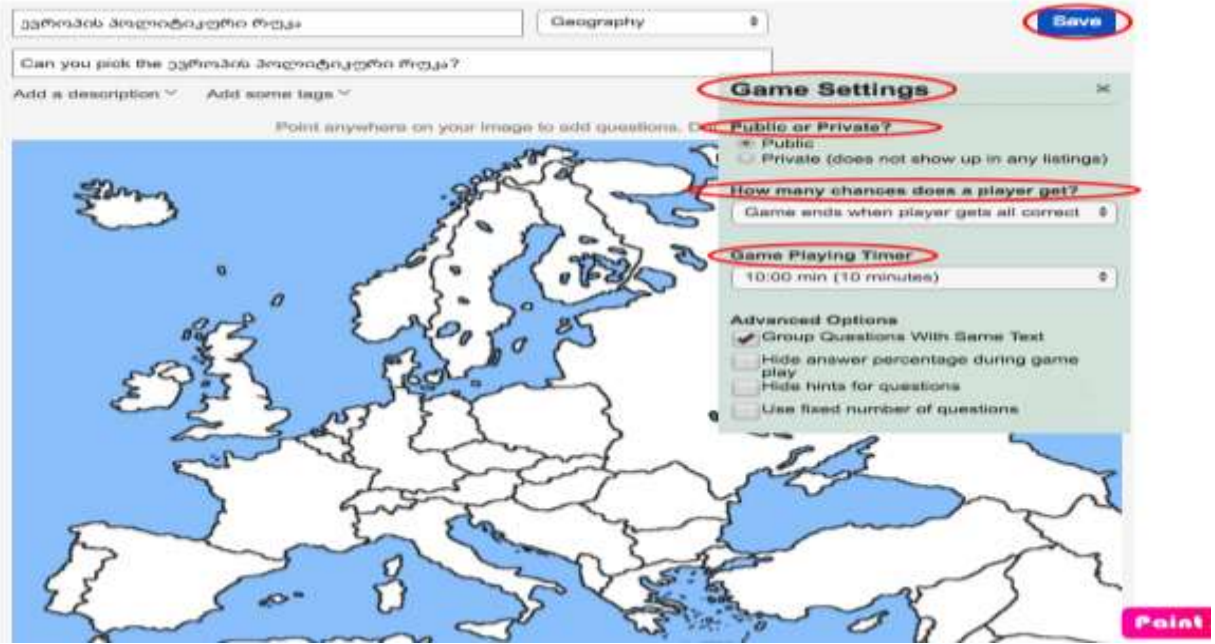 ევროპის პოლიტიკური რუკა
Geography
Save
Can you pick the ევროპის პოლიტიკური რუკა?
Add a description
Add some tags
Point anywhere on your image to add questions.
Game Settings
Public or Private?
Public
Private (does not show up in any listings)
How many chances does a player get?
Game ends when player gets all correct
Game Playing Timer
10:00 min (10 minutes)
Advanced Options
Group Questions With Same Text
Hide answer percentage during game
play
Hide hints for questions
Use fixed number of questions
Paint